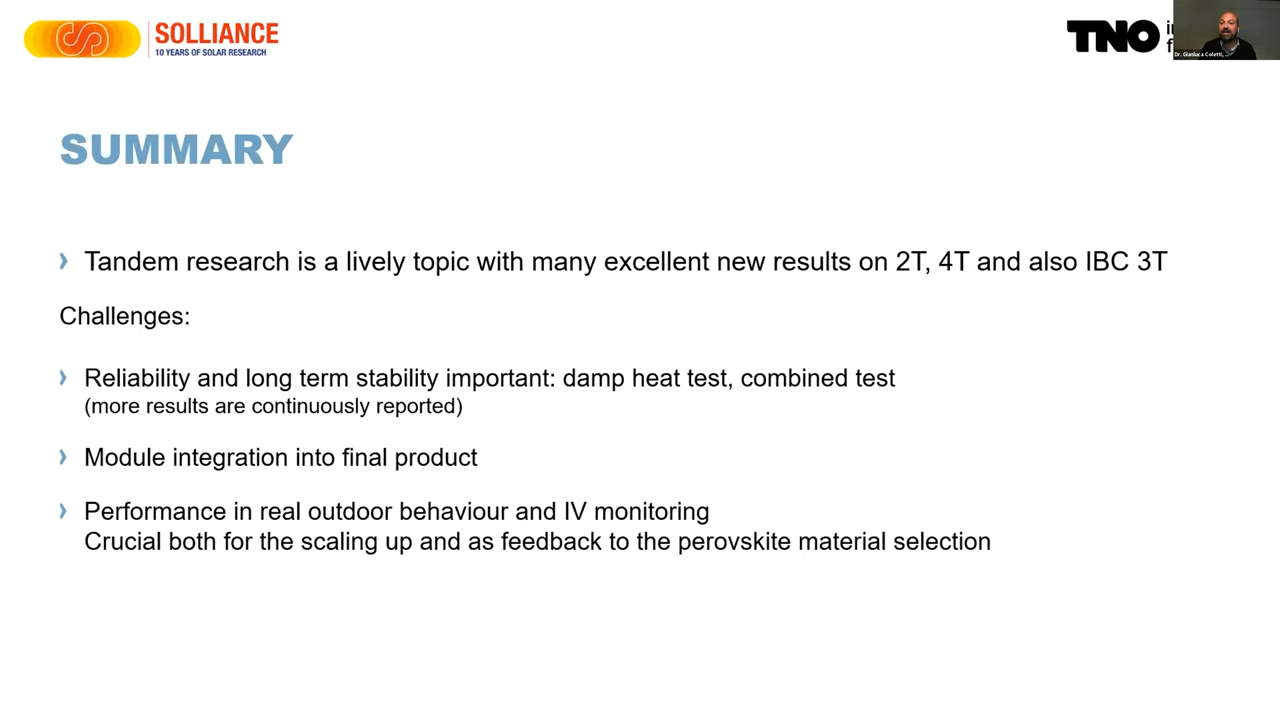 SOLLIANCE
10 YEARS OF SOLAR RESEARCH
TNO
Dr. Gianluca Coletti, ...
SUMMARY
Tandem research is a lively topic with many excellent new results on 2T, 4T and also IBC 3T
Challenges:
Reliability and long term stability important: damp heat test, combined test
(more results are continuously reported)
Module integration into final product
Performance in real outdoor behaviour and IV monitoring
Crucial both for the scaling up and as feedback to the perovskite material selection